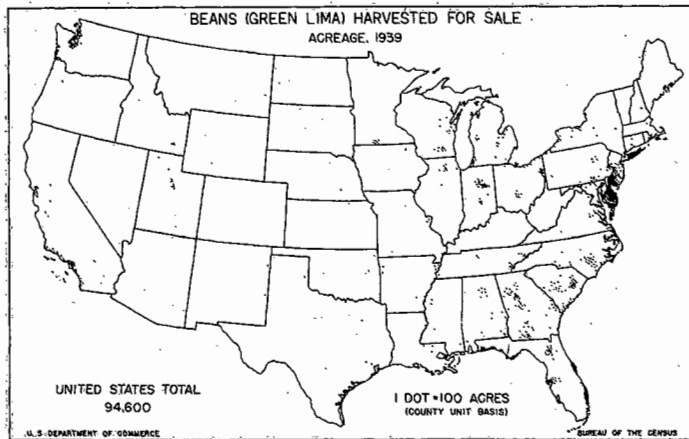 BEANS (GREEN LIMA) HARVESTED FOR SALE
ACREAGE, 1939
UNITED STATES TOTAL
94,600
1 DOT = 100 ACRES
(COUNTY UNIT BASIS)
U.S. DEPARTMENT OF COMMERCE
BUREAU OF THE CENSUS